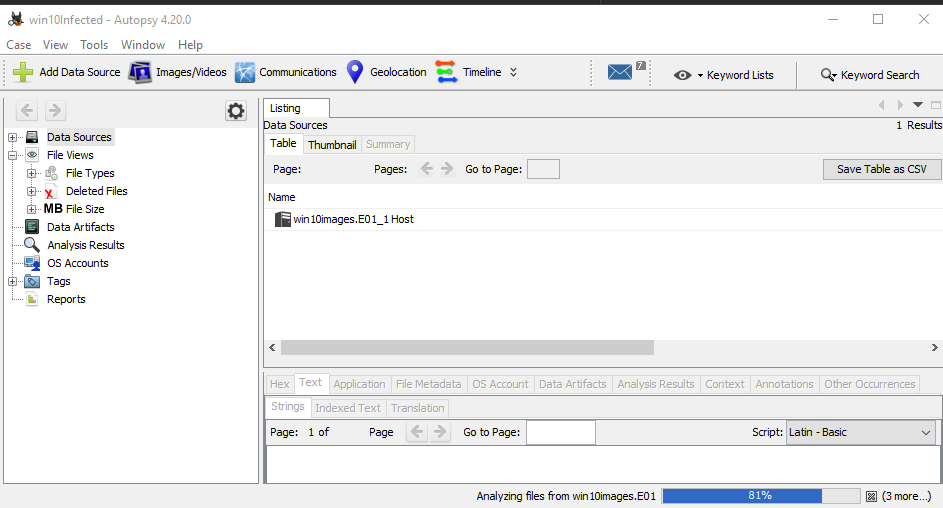 win10Infected - Autopsy 4.20.0
Case View Tools Window Help
Add Data Source Images/Videos Communications Geolocation Timeline 7 Keyword Lists Keyword Search
Listing
Data Sources 1 Results
Table Thumbnail Summary
Page: Pages: Go to Page: Save Table as CSV
Name
win10images.E01_1 Host
Data Sources
File Views
File Types
Deleted Files
MB File Size
Data Artifacts
Analysis Results
OS Accounts
Tags
Reports
Hex Text Application File Metadata OS Account Data Artifacts Analysis Results Context Annotations Other Occurrences
Strings Indexed Text Translation
Page: 1 of Page Go to Page: Script: Latin - Basic
Analyzing files from win10images.E01 81% (3 more...)